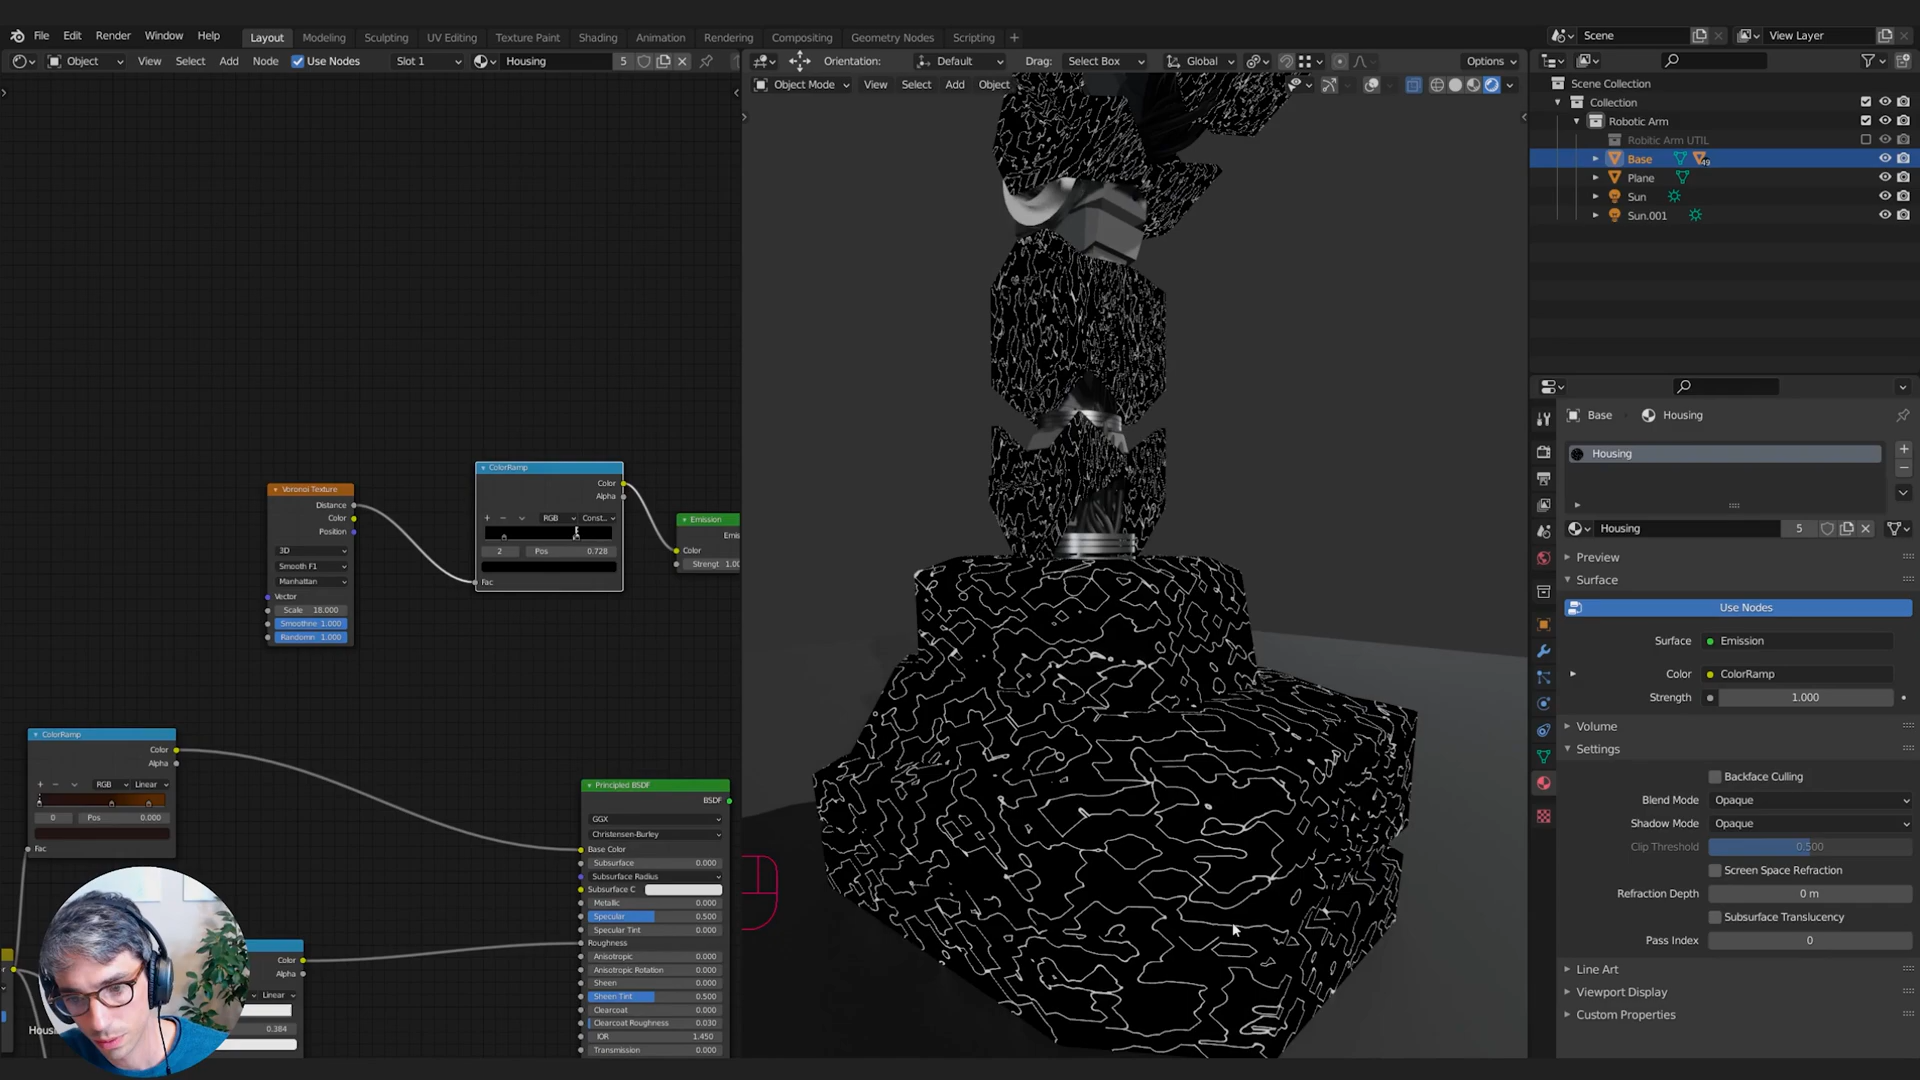 File Edit Render Window Help Layout Modeling Sculpting UV Editing Texture Paint Shading Animation Rendering Compositing Geometry Nodes Scripting Scene View Layer
Object View Select Add Node Use Nodes Slot 1 Housing 5 Orientation: Default Drag: Select Box Global Options
Object Mode View Select Add Object
Scene Collection
Collection
Robotic Arm
Robitic Arm UTIL
Base 49
Plane
Sun
Sun.001
ColorRamp
Color
Alpha
RGB Const..
2 Pos 0.728
Fac
Voronoi Texture
Distance
Color
Position
3D
Smooth F1
Manhattan
Vector
Scale 18.000
Smoothne 1.000
Randomn 1.000
Emission
Color
Strengt
ColorRamp
Color
Alpha
RGB Linear
0 Pos 0.000
Fac
Principled BSDF
BSDF
GGX
Christensen-Burley
Base Color
Subsurface 0.000
Subsurface Radius
Subsurface C
Metallic 0.000
Specular 0.500
Specular Tint 0.000
Roughness
Anisotropic 0.000
Anisotropic Rotation 0.000
Sheen 0.000
Sheen Tint 0.500
Clearcoat 0.000
Clearcoat Roughness 0.030
IOR 1.450
Transmission 0.000
Color
Alpha
Linear
0.384
Base Housing
Housing
Housing 5
Preview
Surface
Use Nodes
Surface Emission
Color ColorRamp
Strength 1.000
Volume
Settings
Backface Culling
Blend Mode Opaque
Shadow Mode Opaque
Clip Threshold 0.500
Screen Space Refraction
Refraction Depth 0 m
Subsurface Translucency
Pass Index 0
Line Art
Viewport Display
Custom Properties